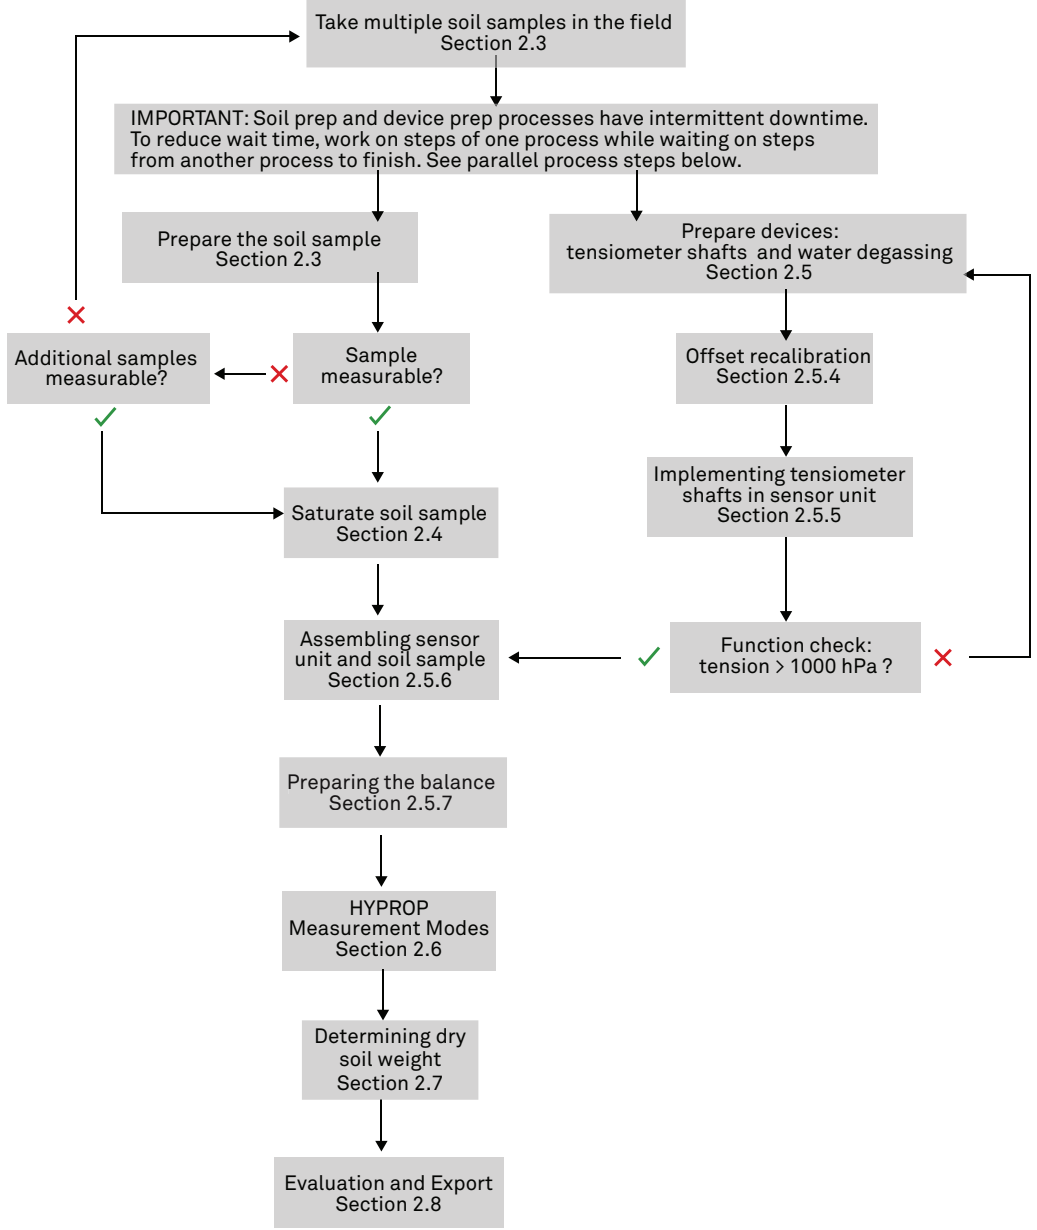 Take multiple soil samples in the field
Section 2.3
IMPORTANT: Soil prep and device prep processes have intermittent downtime.
To reduce wait time, work on steps of one process while waiting on steps
from another process to finish. See parallel process steps below.
Prepare the soil sample
Section 2.3
Prepare devices:
tensiometer shafts and water degassing
Section 2.5
Additional samples
measurable?
Sample
measurable?
Offset recalibration
Section 2.5.4
Implementing tensiometer
shafts in sensor unit
Section 2.5.5
Saturate soil sample
Section 2.4
Assembling sensor
unit and soil sample
Section 2.5.6
Function check:
tension > 1000 hPa ?
Preparing the balance
Section 2.5.7
HYPROP
Measurement Modes
Section 2.6
Determining dry
soil weight
Section 2.7
Evaluation and Export
Section 2.8